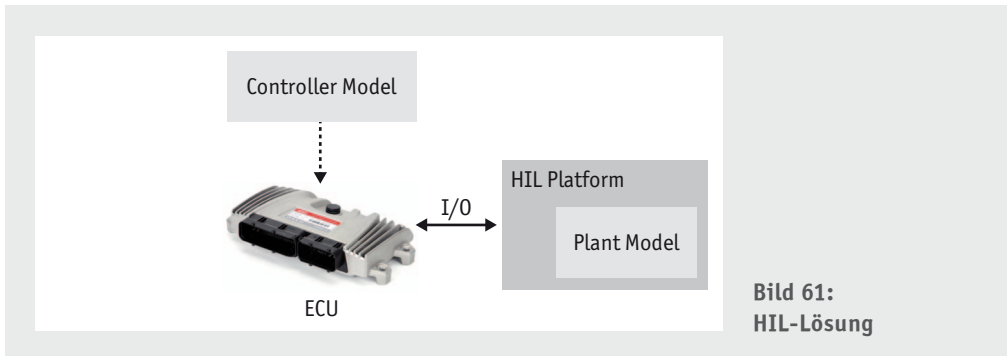 Controller Model
HIL Platform
I/O
Plant Model
ECU
Bild 61:
HIL-Lösung